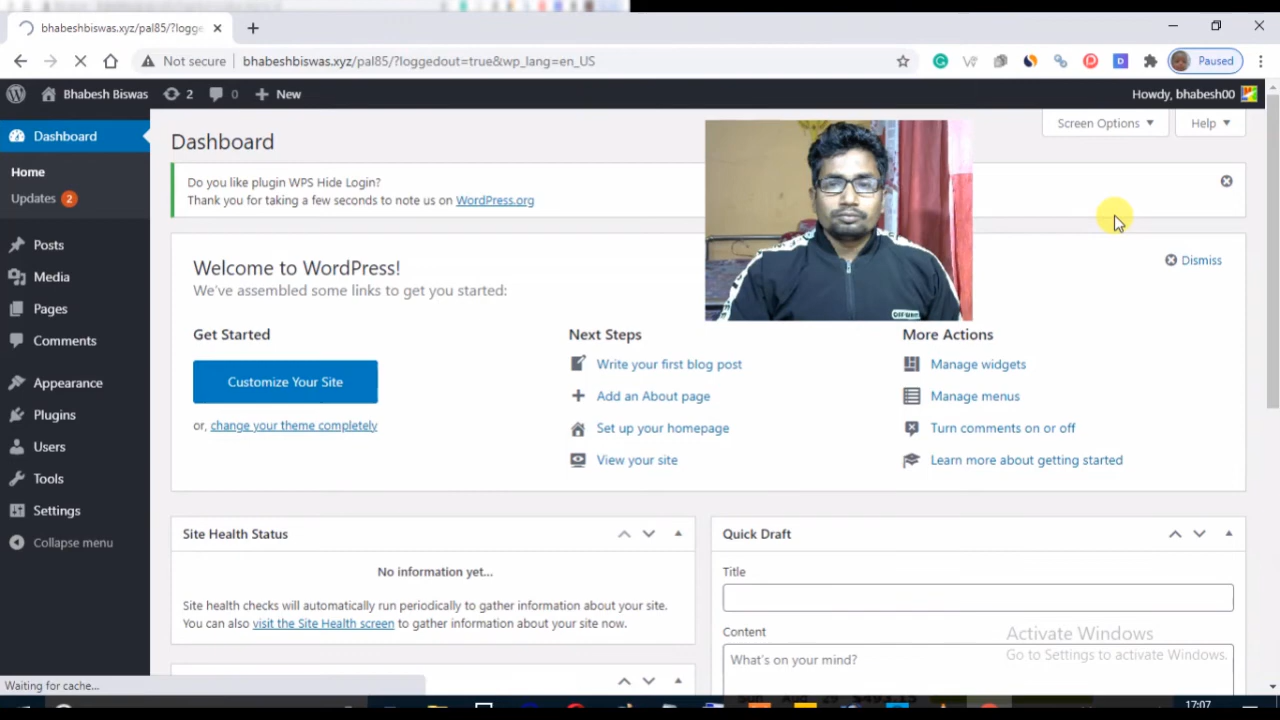 bhabeshbiswas.xyz/pal85/?logge
Not secure bhabeshbiswas.xyz/pal85/?loggedout=true&wp_lang=en_US Paused
Bhabesh Biswas 2 0 New Howdy, bhabesh00
Dashboard
Home
Updates 2
Posts
Media
Pages
Comments
Appearance
Plugins
Users
Tools
Settings
Collapse menu
Screen Options Help
Dashboard
Do you like plugin WPS Hide Login?
Thank you for taking a few seconds to note us on WordPress.org
Welcome to WordPress!
We've assembled some links to get you started:
Dismiss
Get Started
Customize Your Site
or, change your theme completely
Next Steps
Write your first blog post
Add an About page
Set up your homepage
View your site
More Actions
Manage widgets
Manage menus
Turn comments on or off
Learn more about getting started
Site Health Status
No information yet...
Site health checks will automatically run periodically to gather information about your site.
You can also visit the Site Health screen to gather information about your site now.
Quick Draft
Title
Content
What's on your mind?
Activate Windows
Go to Settings to activate Windows.
Waiting for cache...
17:07